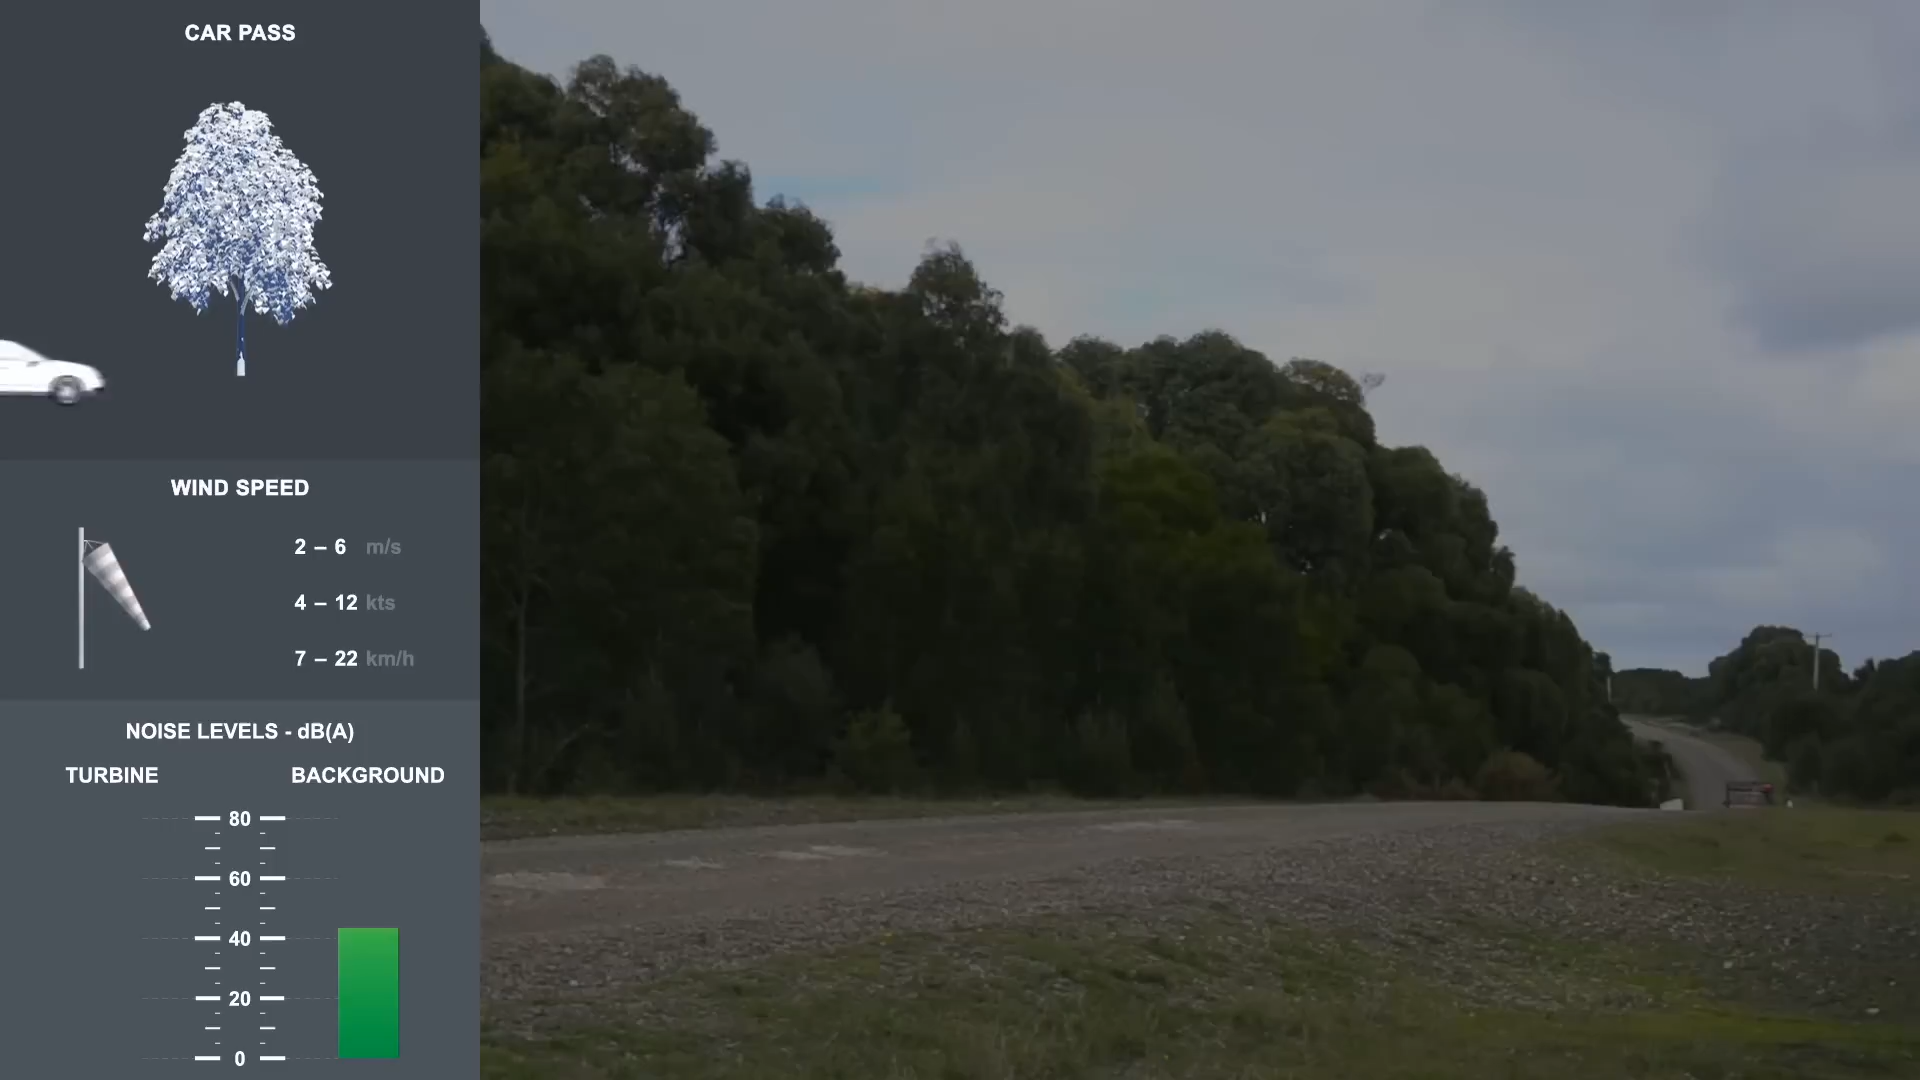 CAR PASS
WIND SPEED
2 – 6 m/s
4 – 12 kts
7 – 22 km/h
NOISE LEVELS - dB(A)
TURBINE BACKGROUND
80
60
40
20
0